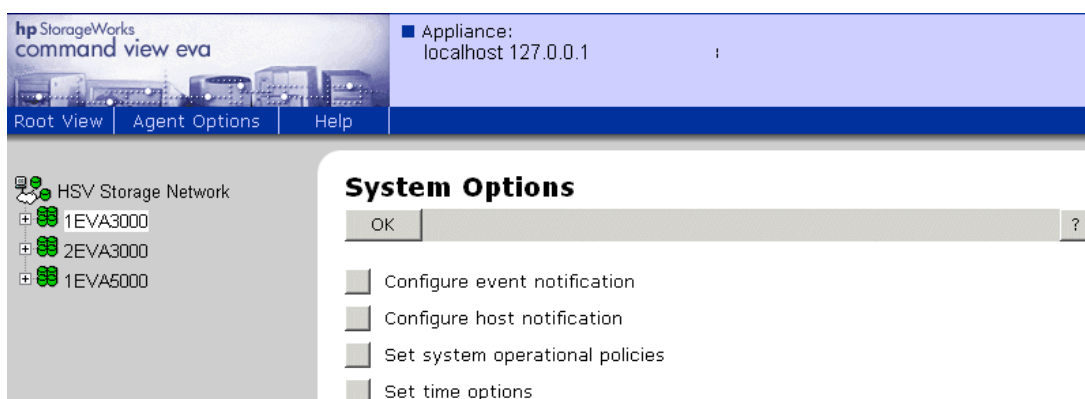 hp StorageWorks
command view eva
Appliance:
localhost 127.0.0.1
Root View
Agent Options
Help
HSV Storage Network
1EVA3000
2EVA3000
1EVA5000
System Options
OK
?
Configure event notification
Configure host notification
Set system operational policies
Set time options